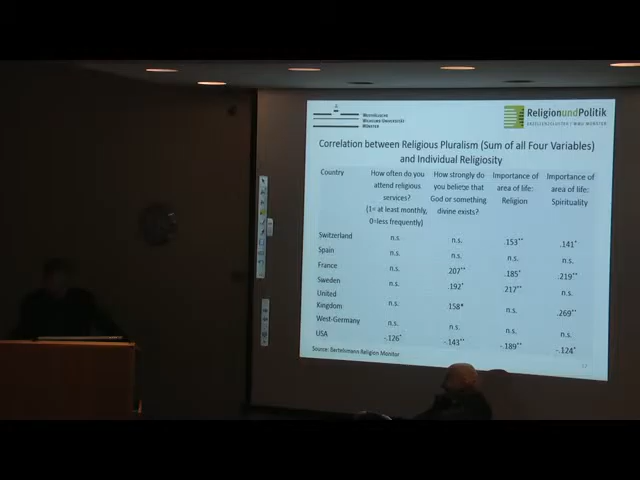 WESTFÄLISCHE
WILHELMS-UNIVERSITÄT
MÜNSTER
ReligionundPolitik
EXZELLENZCLUSTER / WWU MÜNSTER
Correlation between Religious Pluralism (Sum of all Four Variables)
and Individual Religiosity
Country How often do you attend religious services? (1= at least monthly, 0=less frequently) How strongly do you believe that God or something divine exists? Importance of area of life: Religion Importance of area of life: Spirituality
Switzerland n.s. n.s. .153** .141*
Spain n.s. n.s. n.s. n.s.
France n.s. 207** .185* .219**
Sweden n.s. .192* 217** n.s.
United Kingdom n.s. 158* n.s. .269**
West-Germany n.s. n.s. n.s. n.s.
USA -.126* -.143** -.189** -.124*
Source: Bertelsmann Religion Monitor